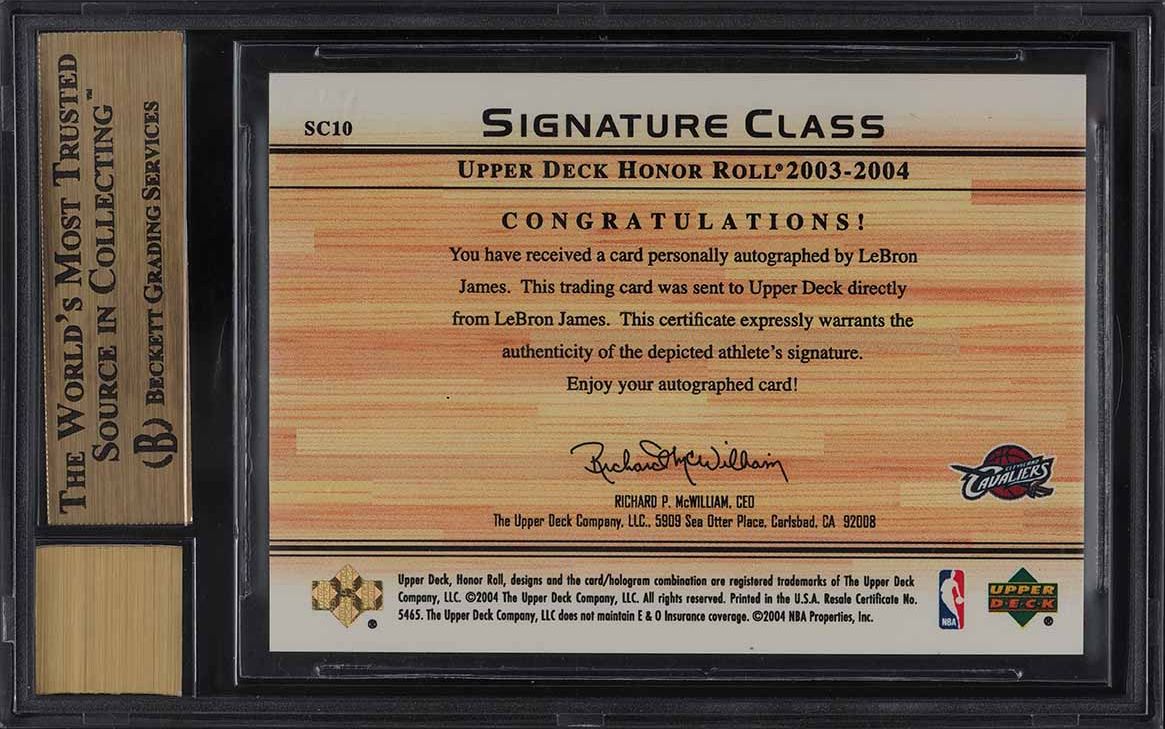 THE WORLD'S MOST TRUSTED
SOURCE IN COLLECTING™
(B) BECKETT GRADING SERVICES
SC10
SIGNATURE CLASS
UPPER DECK HONOR ROLL® 2003-2004
CONGRATULATIONS!
You have received a card personally autographed by LeBron
James. This trading card was sent to Upper Deck directly
from LeBron James. This certificate expressly warrants the
authenticity of the depicted athlete's signature.
Enjoy your autographed card!
Richard McWilliam
RICHARD P. McWILLIAM, CEO
The Upper Deck Company, LLC., 5909 Sea Otter Place, Carlsbad, CA 92008
CLEVELAND
CAVALIERS
Upper Deck, Honor Roll, designs and the card/hologram combination are registered trademarks of The Upper Deck
Company, LLC. ©2004 The Upper Deck Company, LLC. All rights reserved. Printed in the U.S.A. Resale Certificate No.
5465. The Upper Deck Company, LLC does not maintain E & O Insurance coverage. ©2004 NBA Properties, Inc.
®
NBA
UPPER
DECK
®